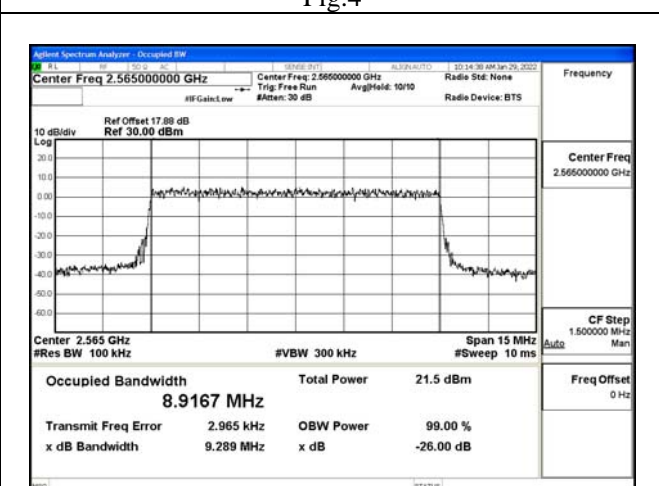 Fig.4
Agilent Spectrum Analyzer - Occupied BW
RL RF 50 Ω AC SENSE:INT ALIGN AUTO 10:14:38 AM Jan 29, 2022
Center Freq 2.565000000 GHz
Center Freq: 2.565000000 GHz
Radio Std: None
Trig: Free Run Avg|Hold: 10/10
#IFGain:Low #Atten: 30 dB Radio Device: BTS
Frequency
Ref Offset 17.88 dB
10 dB/div Ref 30.00 dBm
Log
20.0
10.0
0.00
-10.0
-20.0
-30.0
-40.0
-50.0
-60.0
Center Freq
2.565000000 GHz
Center 2.565 GHz Span 15 MHz
#Res BW 100 kHz #VBW 300 kHz #Sweep 10 ms
CF Step
1.500000 MHz
Auto Man
Occupied Bandwidth Total Power 21.5 dBm
8.9167 MHz
Transmit Freq Error 2.965 kHz OBW Power 99.00 %
x dB Bandwidth 9.289 MHz x dB -26.00 dB
Freq Offset
0 Hz